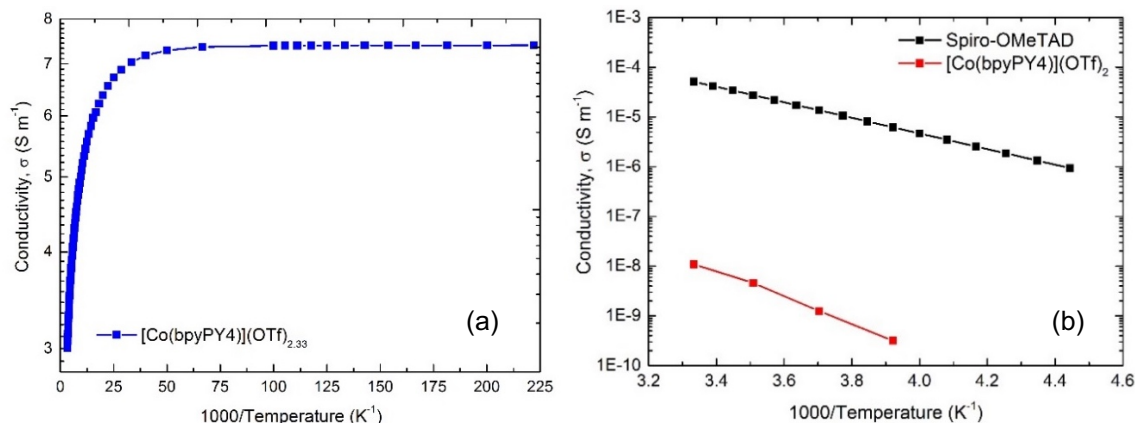 8
7
6
5
4
3
Conductivity, σ (S m⁻¹)
[Co(bpyPY4)](OTf)₂.₃₃
(a)
0 25 50 75 100 125 150 175 200 225
1000/Temperature (K⁻¹)
1E-3
1E-4
1E-5
1E-6
1E-7
1E-8
1E-9
1E-10
Conductivity, σ (S m⁻¹)
Spiro-OMeTAD
[Co(bpyPY4)](OTf)₂
(b)
3.2 3.4 3.6 3.8 4.0 4.2 4.4 4.6
1000/Temperature (K⁻¹)